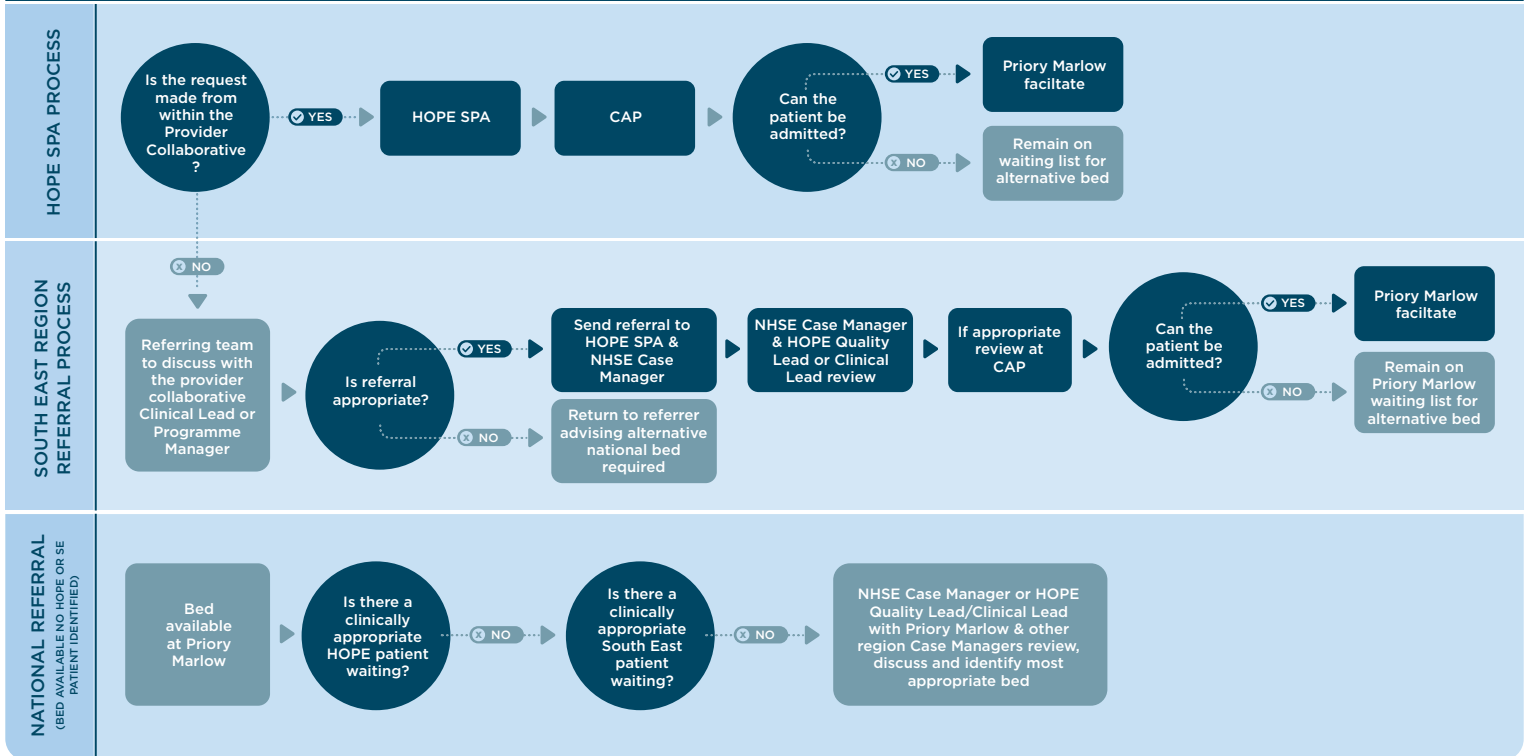 HOPE SPA PROCESS
Is the request
made from
within the
Provider
Collaborative
?
YES
HOPE SPA
CAP
Can the
patient be
admitted?
YES
Priory Marlow
faciltate
NO
Remain on
waiting list for
alternative bed
NO
SOUTH EAST REGION
REFERRAL PROCESS
Referring team
to discuss with
the provider
collaborative
Clinical Lead or
Programme
Manager
Is referral
appropriate?
YES
Send referral to
HOPE SPA &
NHSE Case
Manager
NHSE Case Manager
& HOPE Quality
Lead or Clinical
Lead review
If appropriate
review at
CAP
NO
Return to referrer
advising alternative
national bed
required
Can the
patient be
admitted?
YES
Priory Marlow
faciltate
NO
Remain on
Priory Marlow
waiting list for
alternative bed
NATIONAL REFERRAL
(BED AVAILABLE NO HOPE OR SE
PATIENT IDENTIFIED)
Bed
available
at Priory
Marlow
Is there a
clinically
appropriate
HOPE patient
waiting?
NO
Is there a
clinically
appropriate
South East
patient
waiting?
NO
NHSE Case Manager or HOPE
Quality Lead/Clinical Lead
with Priory Marlow & other
region Case Managers review,
discuss and identify most
appropriate bed